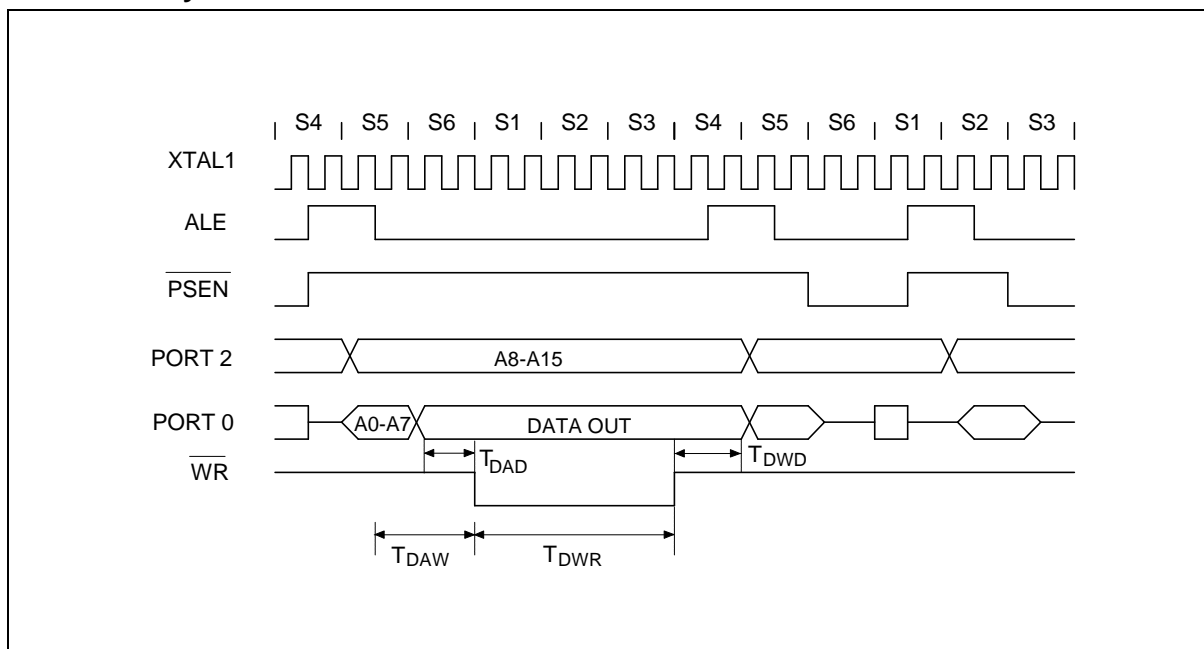 S4 S5 S6 S1 S2 S3 S4 S5 S6 S1 S2 S3
XTAL1
ALE
PSEN
PORT 2
A8-A15
PORT 0
A0-A7
DATA OUT
WR
TDAD
TDWD
TDAW
TDWR